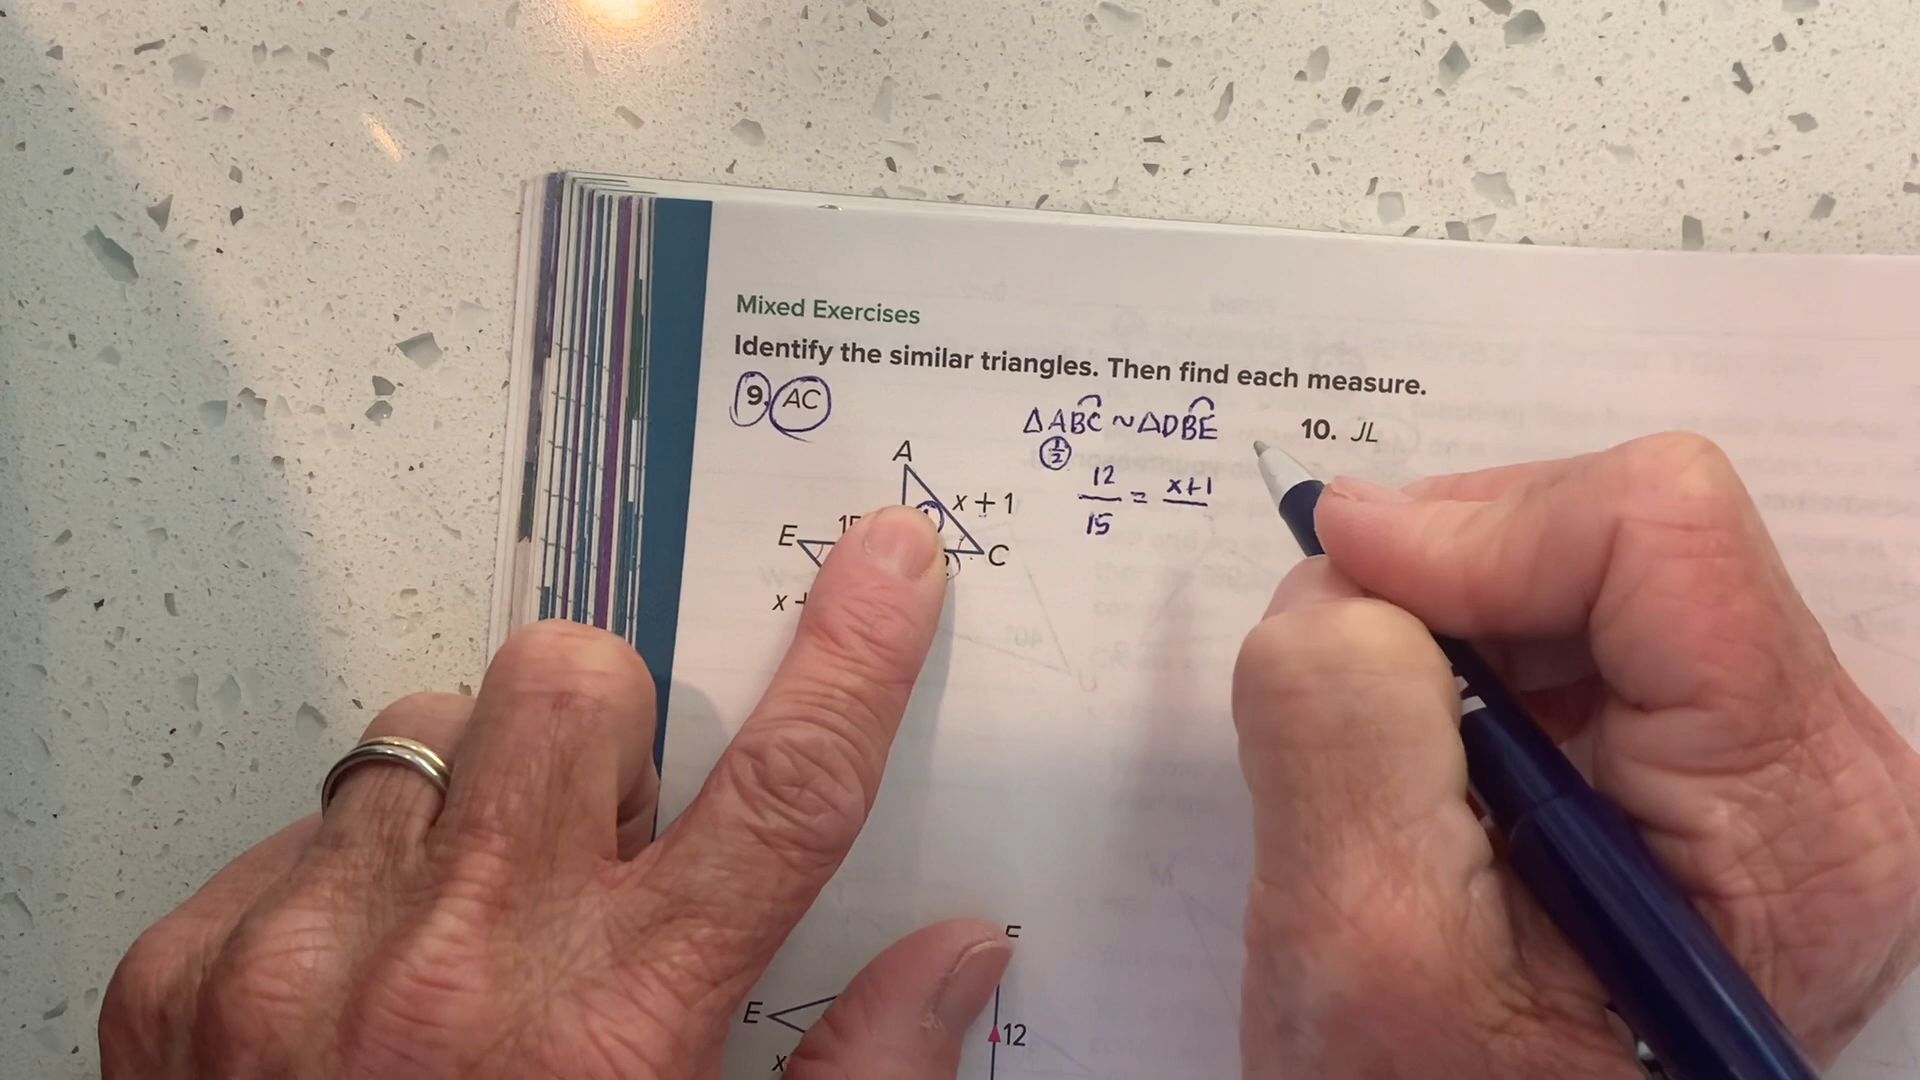 Mixed Exercises
Identify the similar triangles. Then find each measure.
9. AC
△ABC ~ △DBE
10. JL
1/2
A
12/15 = x+1
x + 1
E
C
x
E
12
x